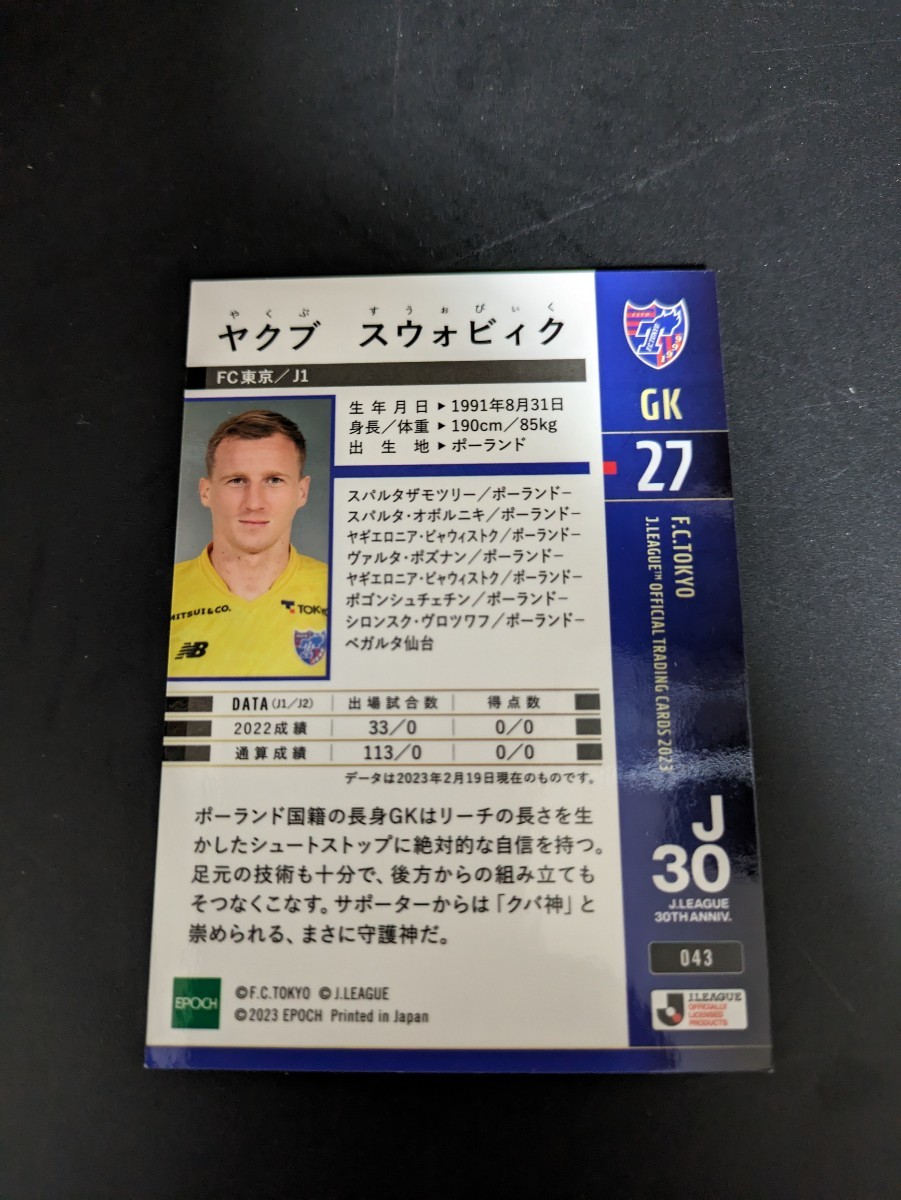 やくぶ すうぉびぃく
ヤクブ スウォビィク
FC東京／J1
生年月日▶1991年8月31日
身長／体重▶190cm／85kg
出生地▶ポーランド
MITSUI&CO.
TOKYO
NB
スパルタザモツリー／ポーランド−
スパルタ・オボルニキ／ポーランド−
ヤギエロニア・ビャウィストク／ポーランド−
ヴァルタ・ポズナン／ポーランド−
ヤギエロニア・ビャウィストク／ポーランド−
ポゴンシュチェチン／ポーランド−
シロンスク・ヴロツワフ／ポーランド−
ベガルタ仙台
DATA（J1／J2） 出場試合数 得点数
2022成績 33／0 0／0
通算成績 113／0 0／0
データは2023年2月19日現在のものです。
ポーランド国籍の長身GKはリーチの長さを生
かしたシュートストップに絶対的な自信を持つ。
足元の技術も十分で、後方からの組み立ても
そつなくこなす。サポーターからは「クバ神」と
崇められる、まさに守護神だ。
EPOCH
©F.C.TOKYO ©J.LEAGUE
©2023 EPOCH Printed in Japan
F.C.TOKYO
1999
GK
27
F.C.TOKYO
J.LEAGUE™ OFFICIAL TRADING CARDS 2023
J
30
J.LEAGUE
30TH ANNIV.
043
J.LEAGUE
OFFICIALLY
LICENSED
PRODUCTS